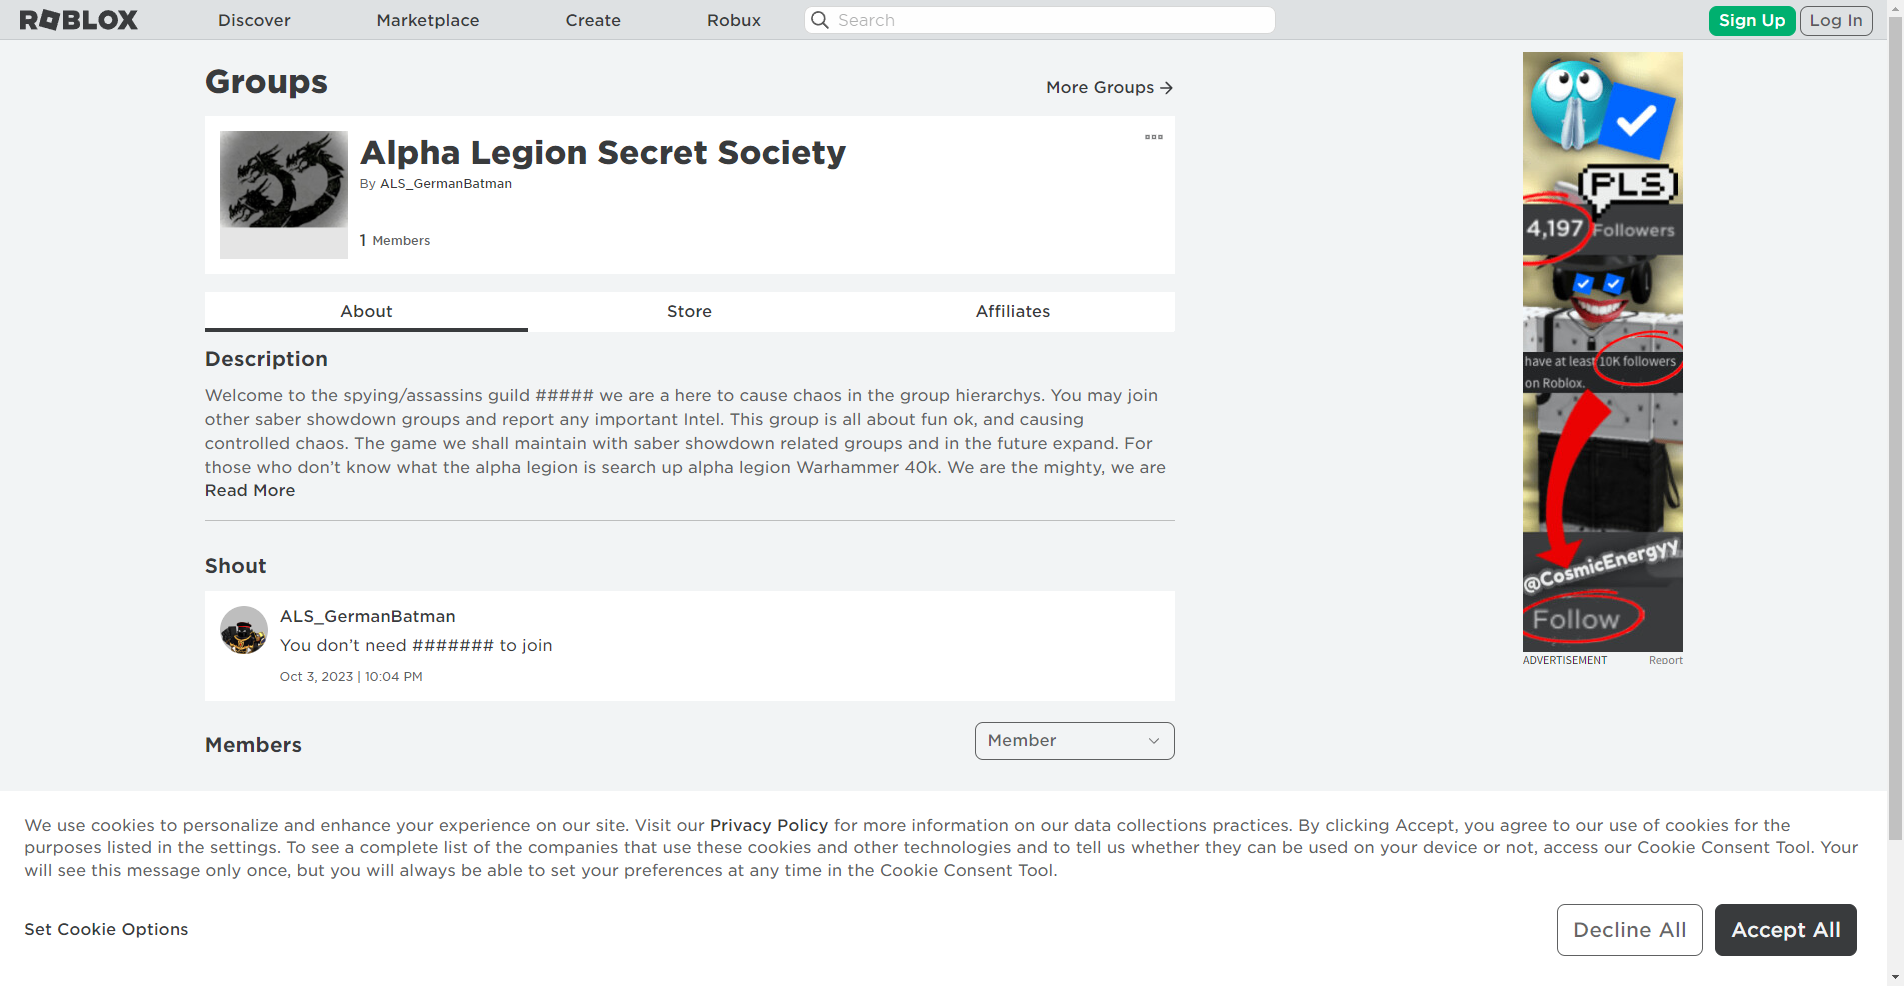 ROBLOX Discover Marketplace Create Robux Search Sign Up Log In
Groups
More Groups
Alpha Legion Secret Society
By ALS_GermanBatman
1 Members
About Store Affiliates
Description
Welcome to the spying/assassins guild ##### we are a here to cause chaos in the group hierarchys. You may join
other saber showdown groups and report any important Intel. This group is all about fun ok, and causing
controlled chaos. The game we shall maintain with saber showdown related groups and in the future expand. For
those who don’t know what the alpha legion is search up alpha legion Warhammer 40k. We are the mighty, we are
Read More
Shout
ALS_GermanBatman
You don’t need ####### to join
Oct 3, 2023 | 10:04 PM
Members
Member
PLS
4,197 Followers
have at least 10K followers
on Roblox.
@CosmicEnergyy
Follow
ADVERTISEMENT Report
We use cookies to personalize and enhance your experience on our site. Visit our Privacy Policy for more information on our data collections practices. By clicking Accept, you agree to our use of cookies for the
purposes listed in the settings. To see a complete list of the companies that use these cookies and other technologies and to tell us whether they can be used on your device or not, access our Cookie Consent Tool. Your
will see this message only once, but you will always be able to set your preferences at any time in the Cookie Consent Tool.
Set Cookie Options
Decline All
Accept All